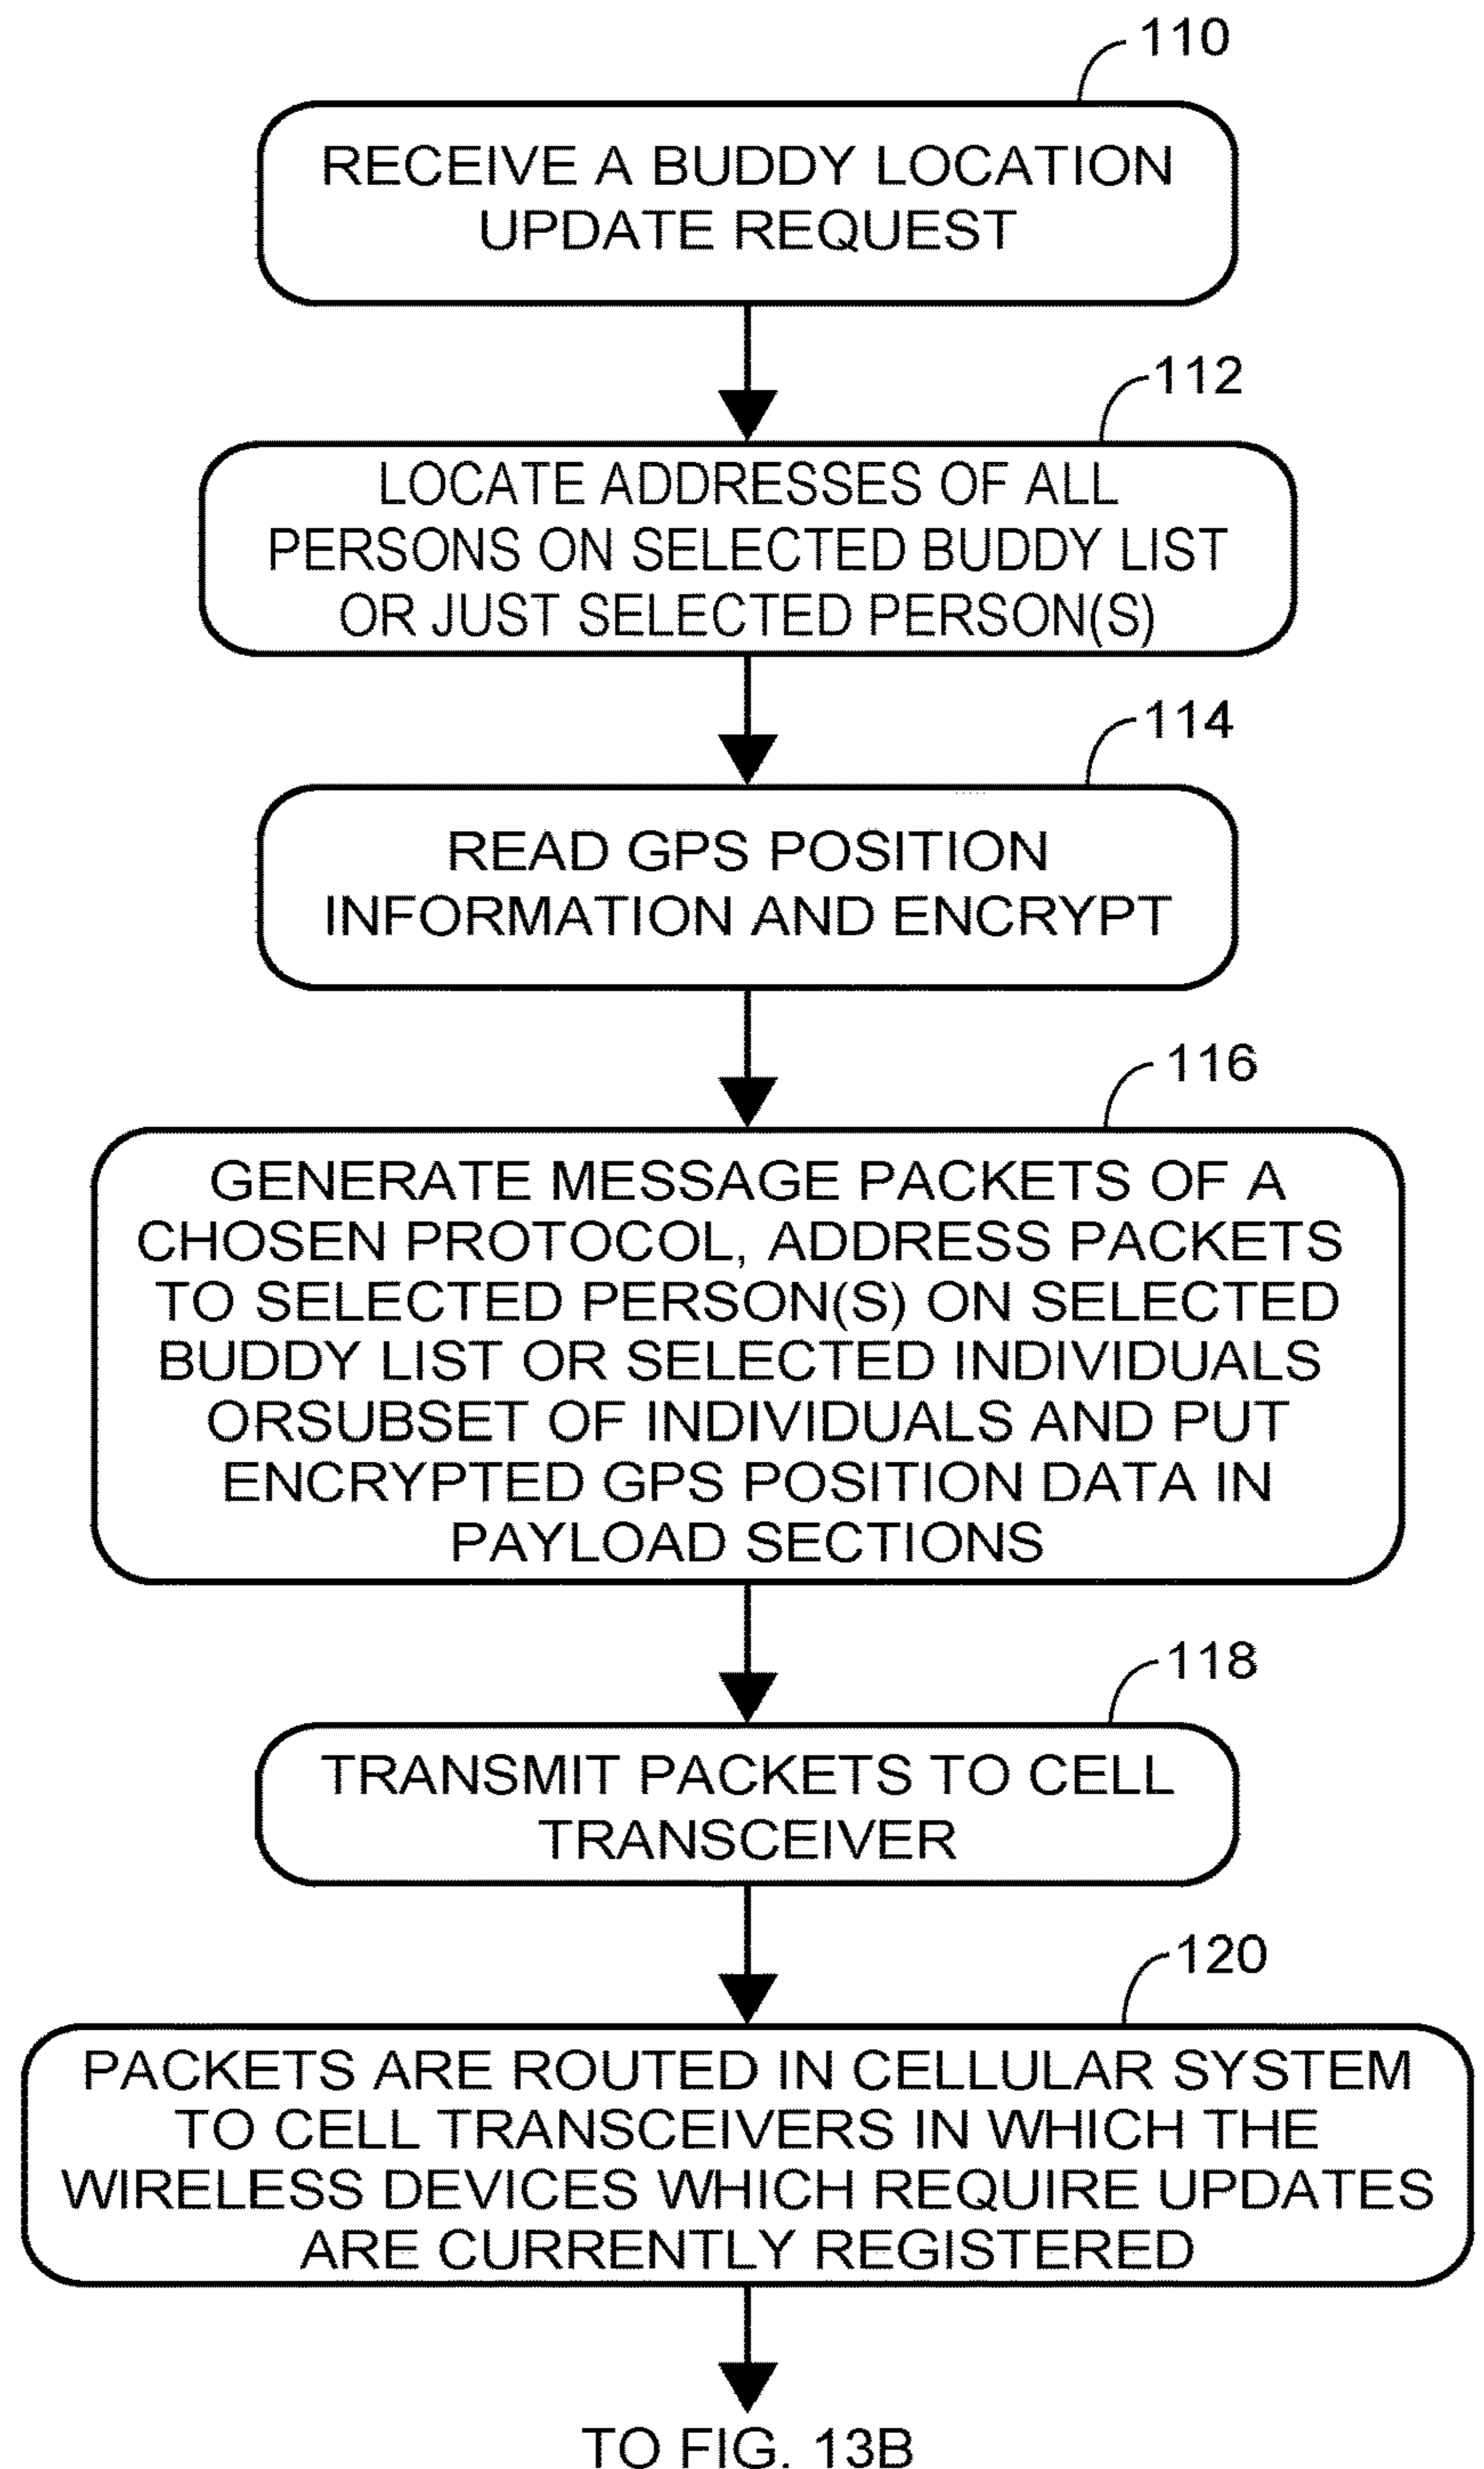 110
RECEIVE A BUDDY LOCATION
UPDATE REQUEST
112
LOCATE ADDRESSES OF ALL
PERSONS ON SELECTED BUDDY LIST
OR JUST SELECTED PERSON(S)
114
READ GPS POSITION
INFORMATION AND ENCRYPT
116
GENERATE MESSAGE PACKETS OF A
CHOSEN PROTOCOL, ADDRESS PACKETS
TO SELECTED PERSON(S) ON SELECTED
BUDDY LIST OR SELECTED INDIVIDUALS
ORSUBSET OF INDIVIDUALS AND PUT
ENCRYPTED GPS POSITION DATA IN
PAYLOAD SECTIONS
118
TRANSMIT PACKETS TO CELL
TRANSCEIVER
120
PACKETS ARE ROUTED IN CELLULAR SYSTEM
TO CELL TRANSCEIVERS IN WHICH THE
WIRELESS DEVICES WHICH REQUIRE UPDATES
ARE CURRENTLY REGISTERED
TO FIG. 13B